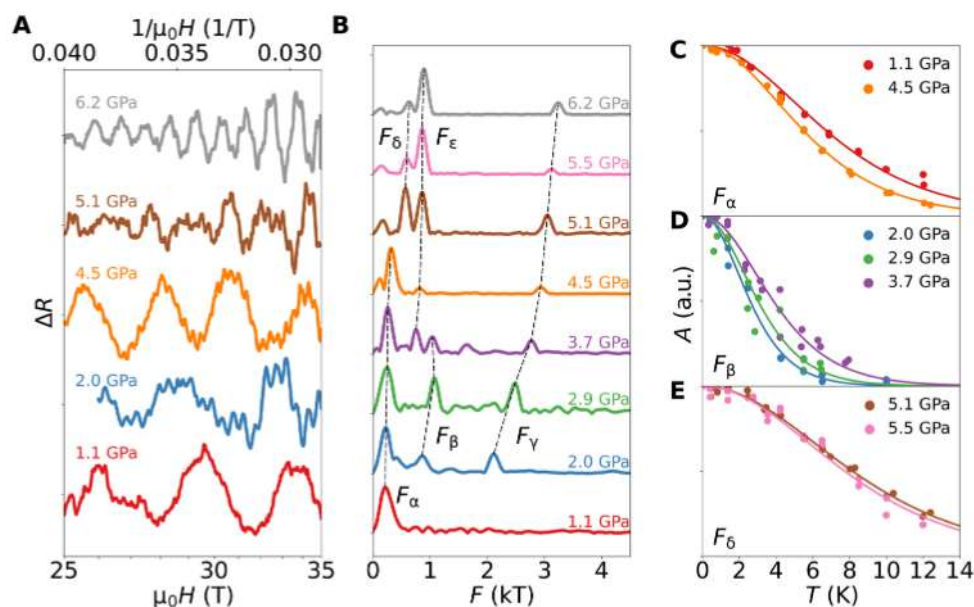 A
1/μ₀H (1/T)
0.040
0.035
0.030
6.2 GPa
5.1 GPa
4.5 GPa
2.0 GPa
1.1 GPa
ΔR
25
30
35
μ₀H (T)
B
6.2 GPa
Fδ
Fε
5.5 GPa
5.1 GPa
4.5 GPa
3.7 GPa
2.9 GPa
Fβ
Fγ
2.0 GPa
Fα
1.1 GPa
0
1
2
3
4
F (kT)
C
1.1 GPa
4.5 GPa
Fα
D
2.0 GPa
2.9 GPa
3.7 GPa
A (a.u.)
Fβ
E
5.1 GPa
5.5 GPa
Fδ
0
2
4
6
8
10
12
14
T (K)